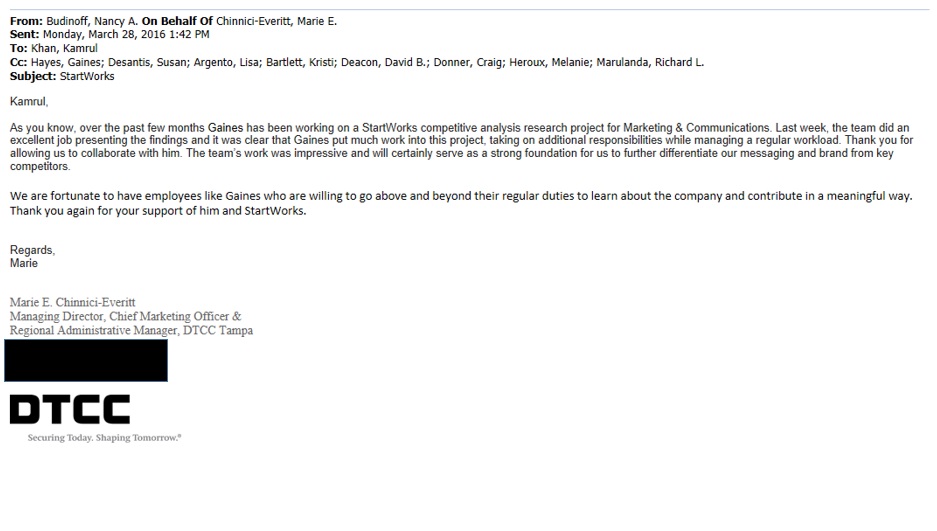 From: Budinoff, Nancy A. On Behalf Of Chinnici-Everitt, Marie E.
Sent: Monday, March 28, 2016 1:42 PM
To: Khan, Kamrul
Cc: Hayes, Gaines; Desantis, Susan; Argento, Lisa; Bartlett, Kristi; Deacon, David B.; Donner, Craig; Heroux, Melanie; Marulanda, Richard L.
Subject: StartWorks
Kamrul,
As you know, over the past few months Gaines has been working on a StartWorks competitive analysis research project for Marketing & Communications. Last week, the team did an
excellent job presenting the findings and it was clear that Gaines put much work into this project, taking on additional responsibilities while managing a regular workload. Thank you for
allowing us to collaborate with him. The team's work was impressive and will certainly serve as a strong foundation for us to further differentiate our messaging and brand from key
competitors.
We are fortunate to have employees like Gaines who are willing to go above and beyond their regular duties to learn about the company and contribute in a meaningful way.
Thank you again for your support of him and StartWorks.
Regards,
Marie
Marie E. Chinnici-Everitt
Managing Director, Chief Marketing Officer &
Regional Administrative Manager, DTCC Tampa
DTCC
Securing Today. Shaping Tomorrow.®